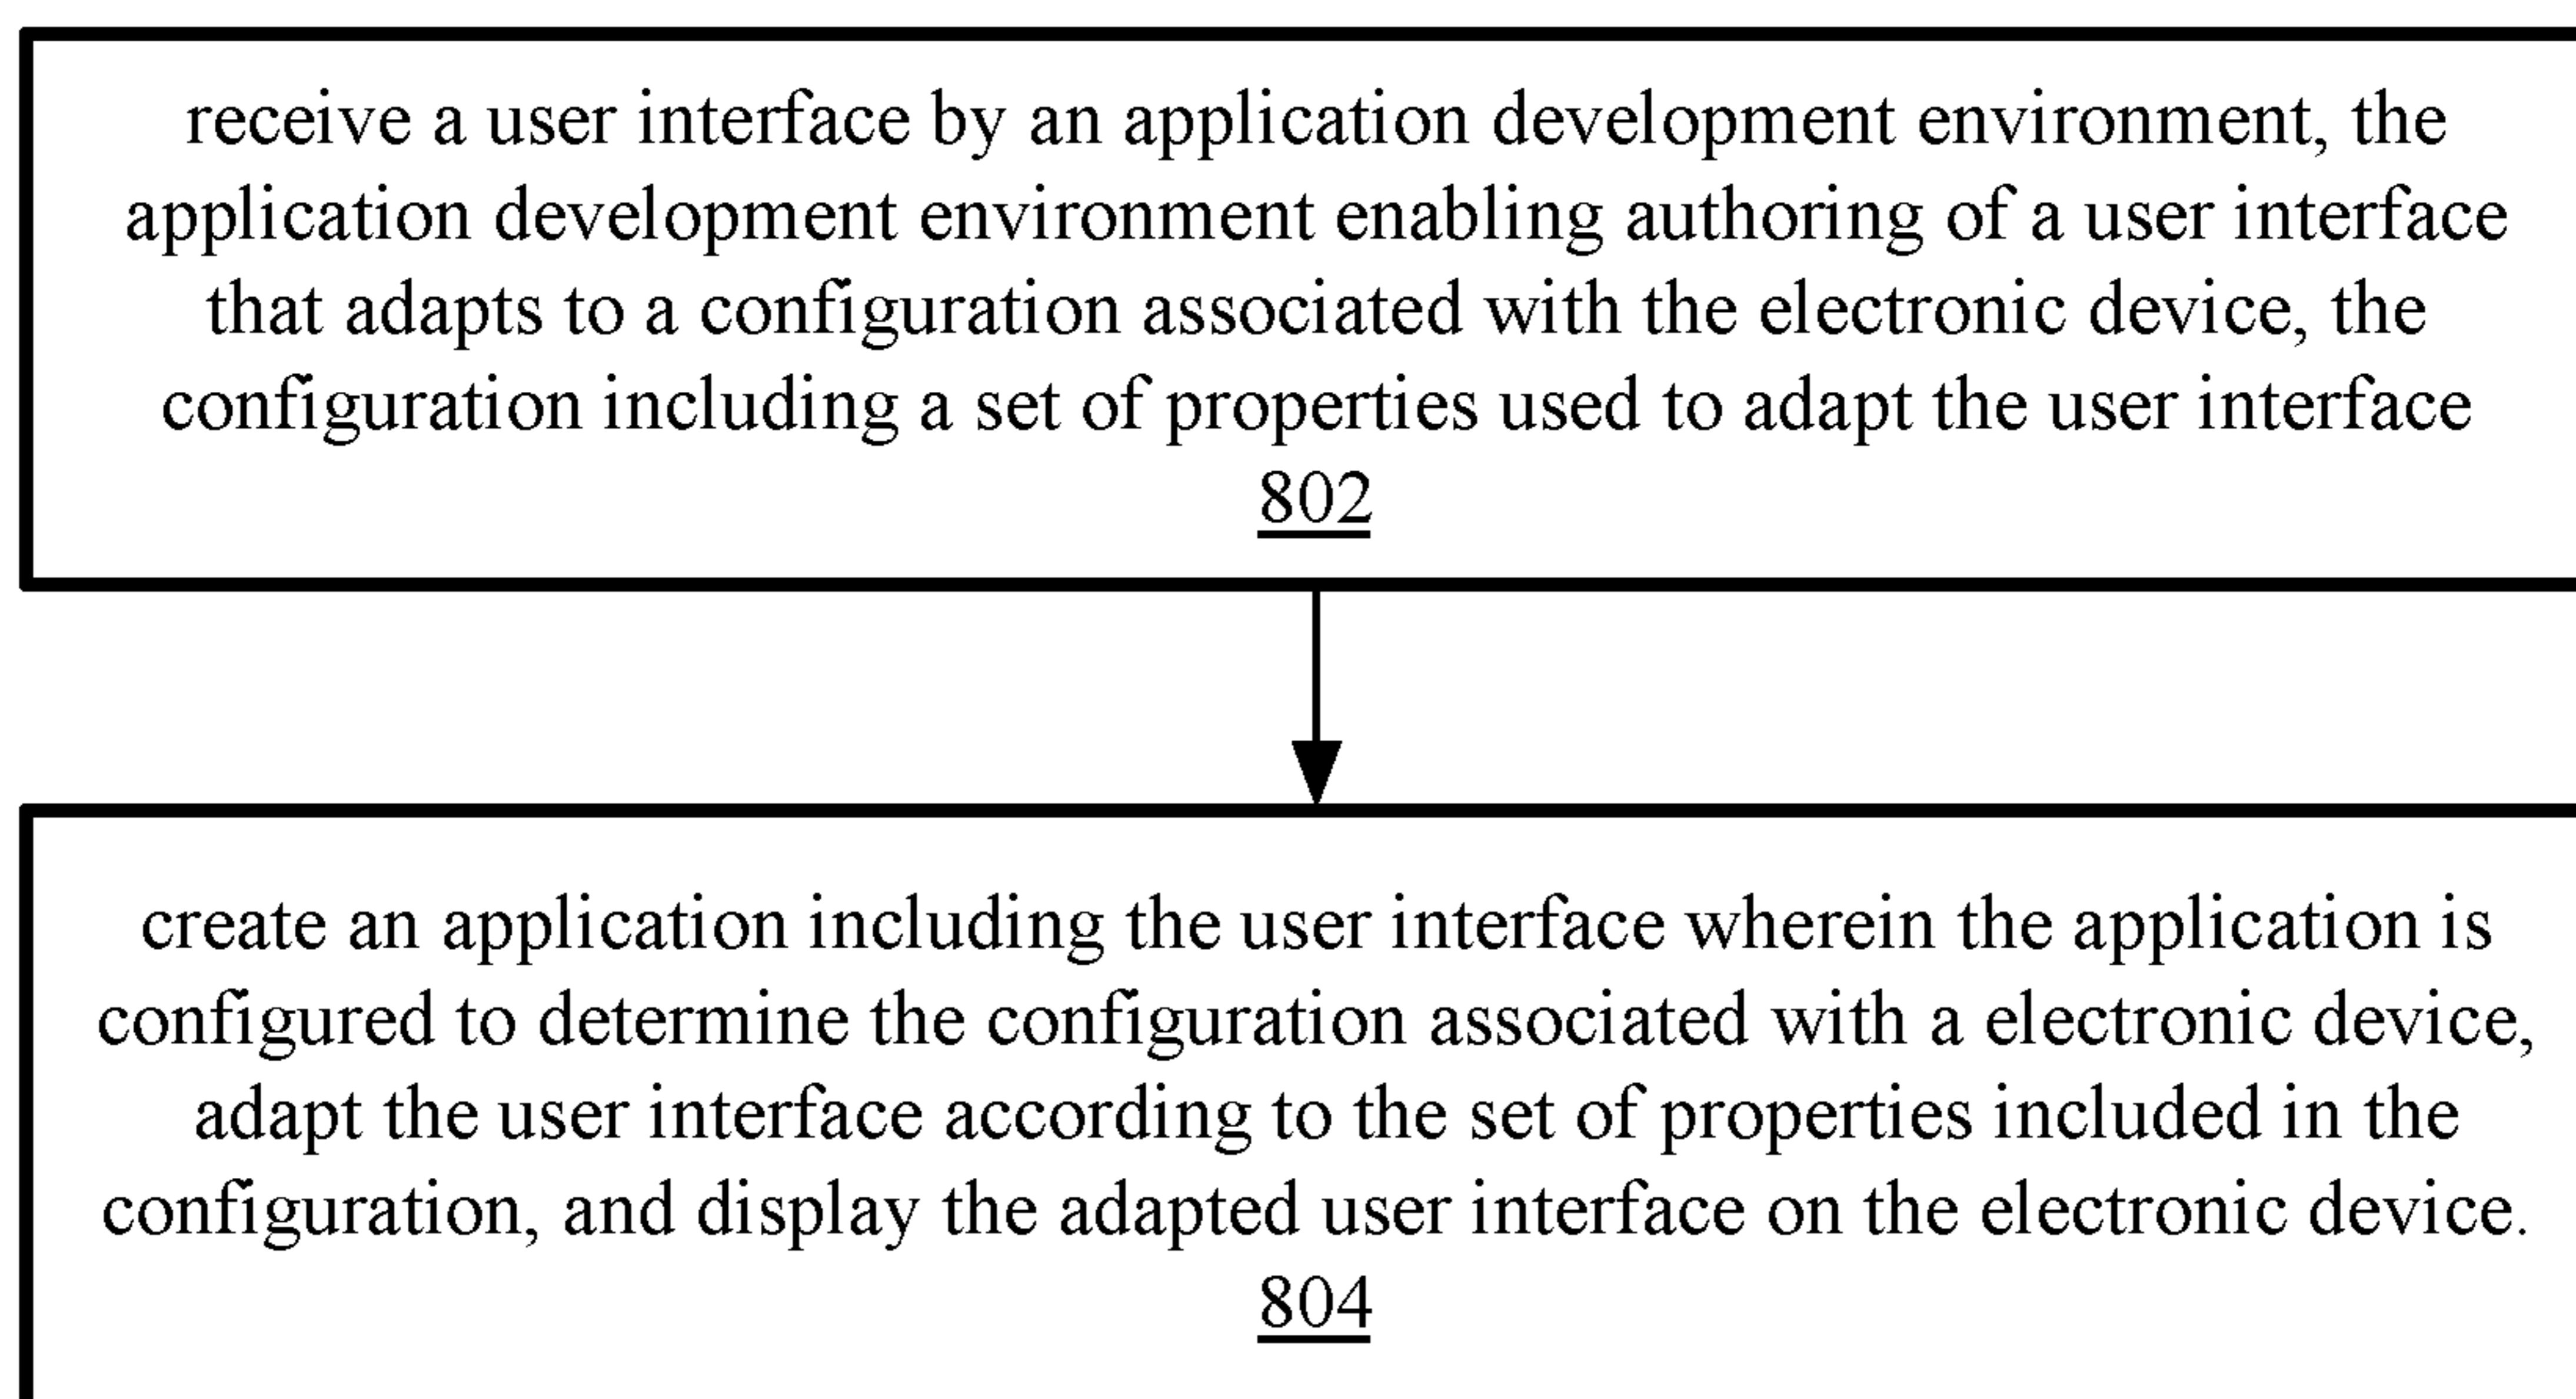 receive a user interface by an application development environment, the
application development environment enabling authoring of a user interface
that adapts to a configuration associated with the electronic device, the
configuration including a set of properties used to adapt the user interface
802
create an application including the user interface wherein the application is
configured to determine the configuration associated with a electronic device,
adapt the user interface according to the set of properties included in the
configuration, and display the adapted user interface on the electronic device.
804